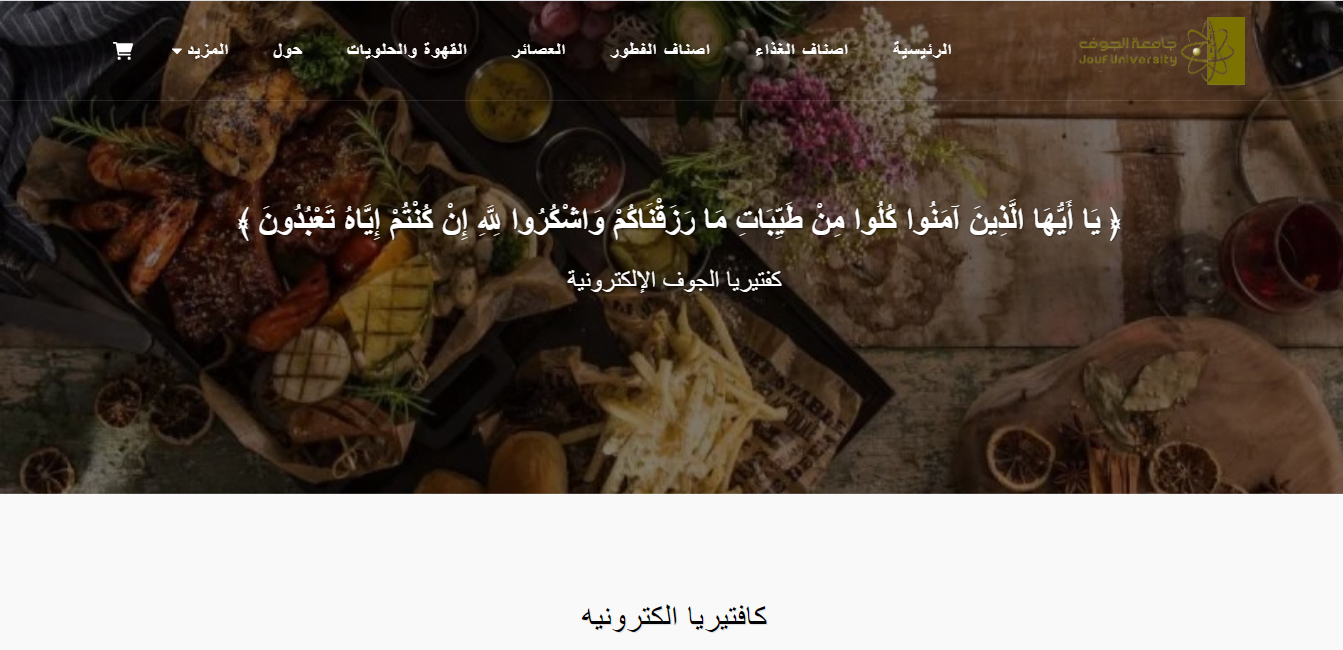 جامعة الجوف
Jouf University
الرئيسية
اصناف الغذاء
اصناف الفطور
العصائر
القهوة والحلويات
حول
المزيد
﴿ يَا أَيُّهَا الَّذِينَ آمَنُوا كُلُوا مِنْ طَيِّبَاتِ مَا رَزَقْنَاكُمْ وَاشْكُرُوا لِلَّهِ إِنْ كُنْتُمْ إِيَّاهُ تَعْبُدُونَ ﴾
كفتيريا الجوف الإلكترونية
كافتيريا الكترونيه